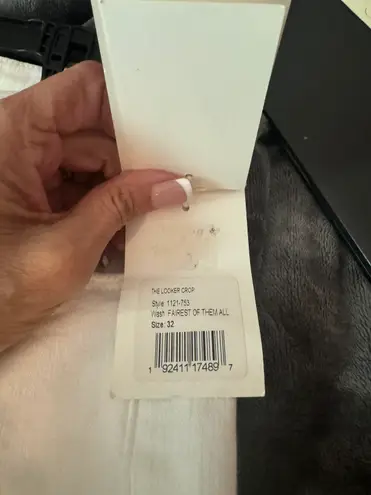 THE LOOKER CROP
Style: 1121-753
Wash: FAIREST OF THEM ALL
Size: 32
1 92411 17489 7